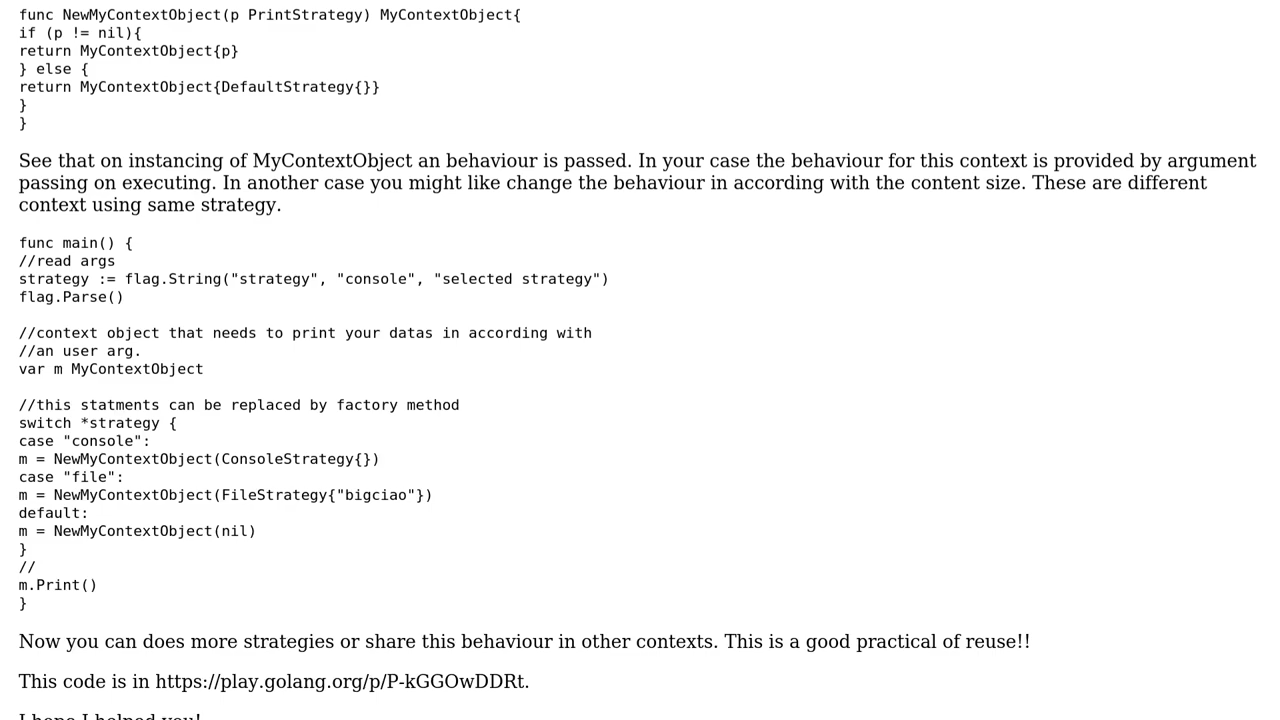 func NewMyContextObject(p PrintStrategy) MyContextObject{
if (p != nil){
return MyContextObject{p}
} else {
return MyContextObject{DefaultStrategy{}}
}
}
See that on instancing of MyContextObject an behaviour is passed. In your case the behaviour for this context is provided by argument
passing on executing. In another case you might like change the behaviour in according with the content size. These are different
context using same strategy.
func main() {
//read args
strategy := flag.String("strategy", "console", "selected strategy")
flag.Parse()
//context object that needs to print your datas in according with
//an user arg.
var m MyContextObject
//this statments can be replaced by factory method
switch *strategy {
case "console":
m = NewMyContextObject(ConsoleStrategy{})
case "file":
m = NewMyContextObject(FileStrategy{"bigciao"})
default:
m = NewMyContextObject(nil)
}
//
m.Print()
}
Now you can does more strategies or share this behaviour in other contexts. This is a good practical of reuse!!
This code is in https://play.golang.org/p/P-kGGOwDDRt.
I hope I helped you!